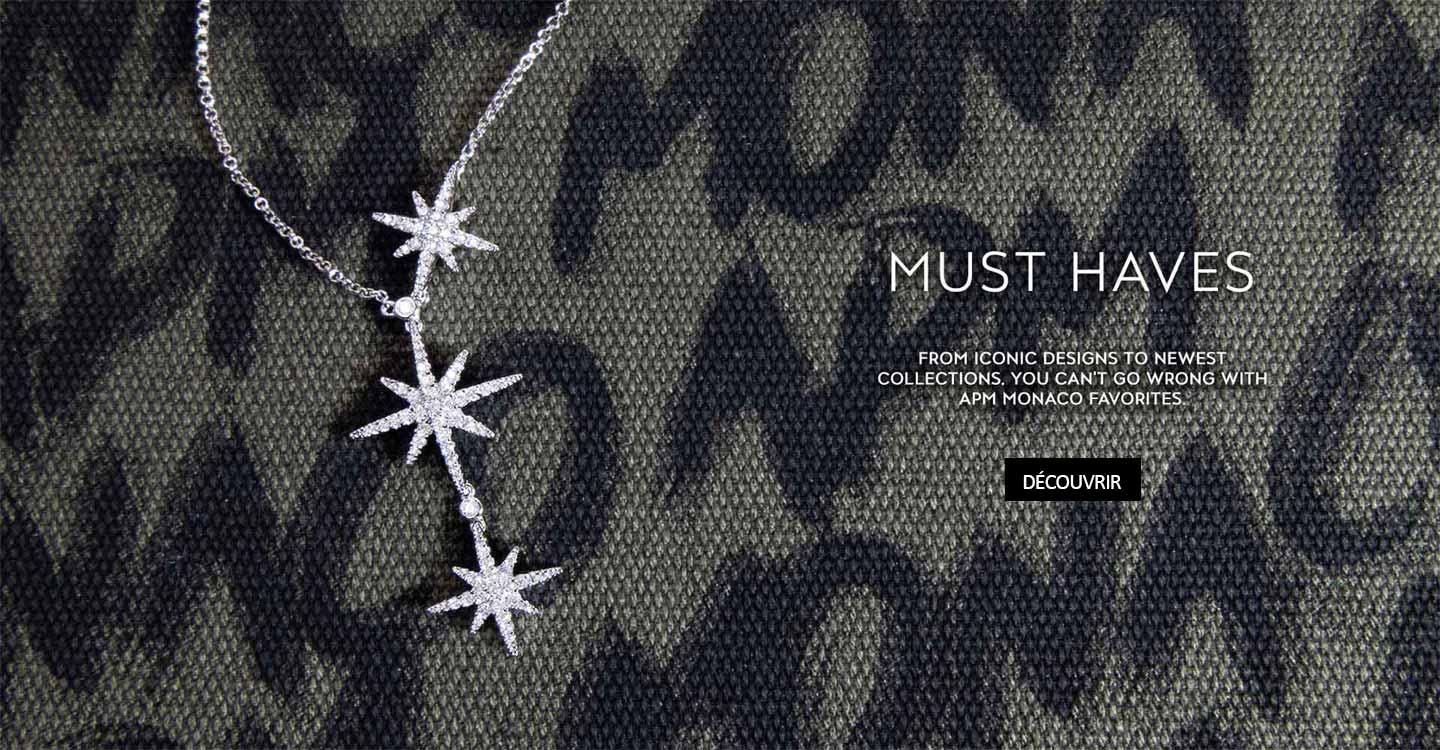 MUST HAVES
FROM ICONIC DESIGNS TO NEWEST
COLLECTIONS, YOU CAN'T GO WRONG WITH
APM MONACO FAVORITES.
DÉCOUVRIR